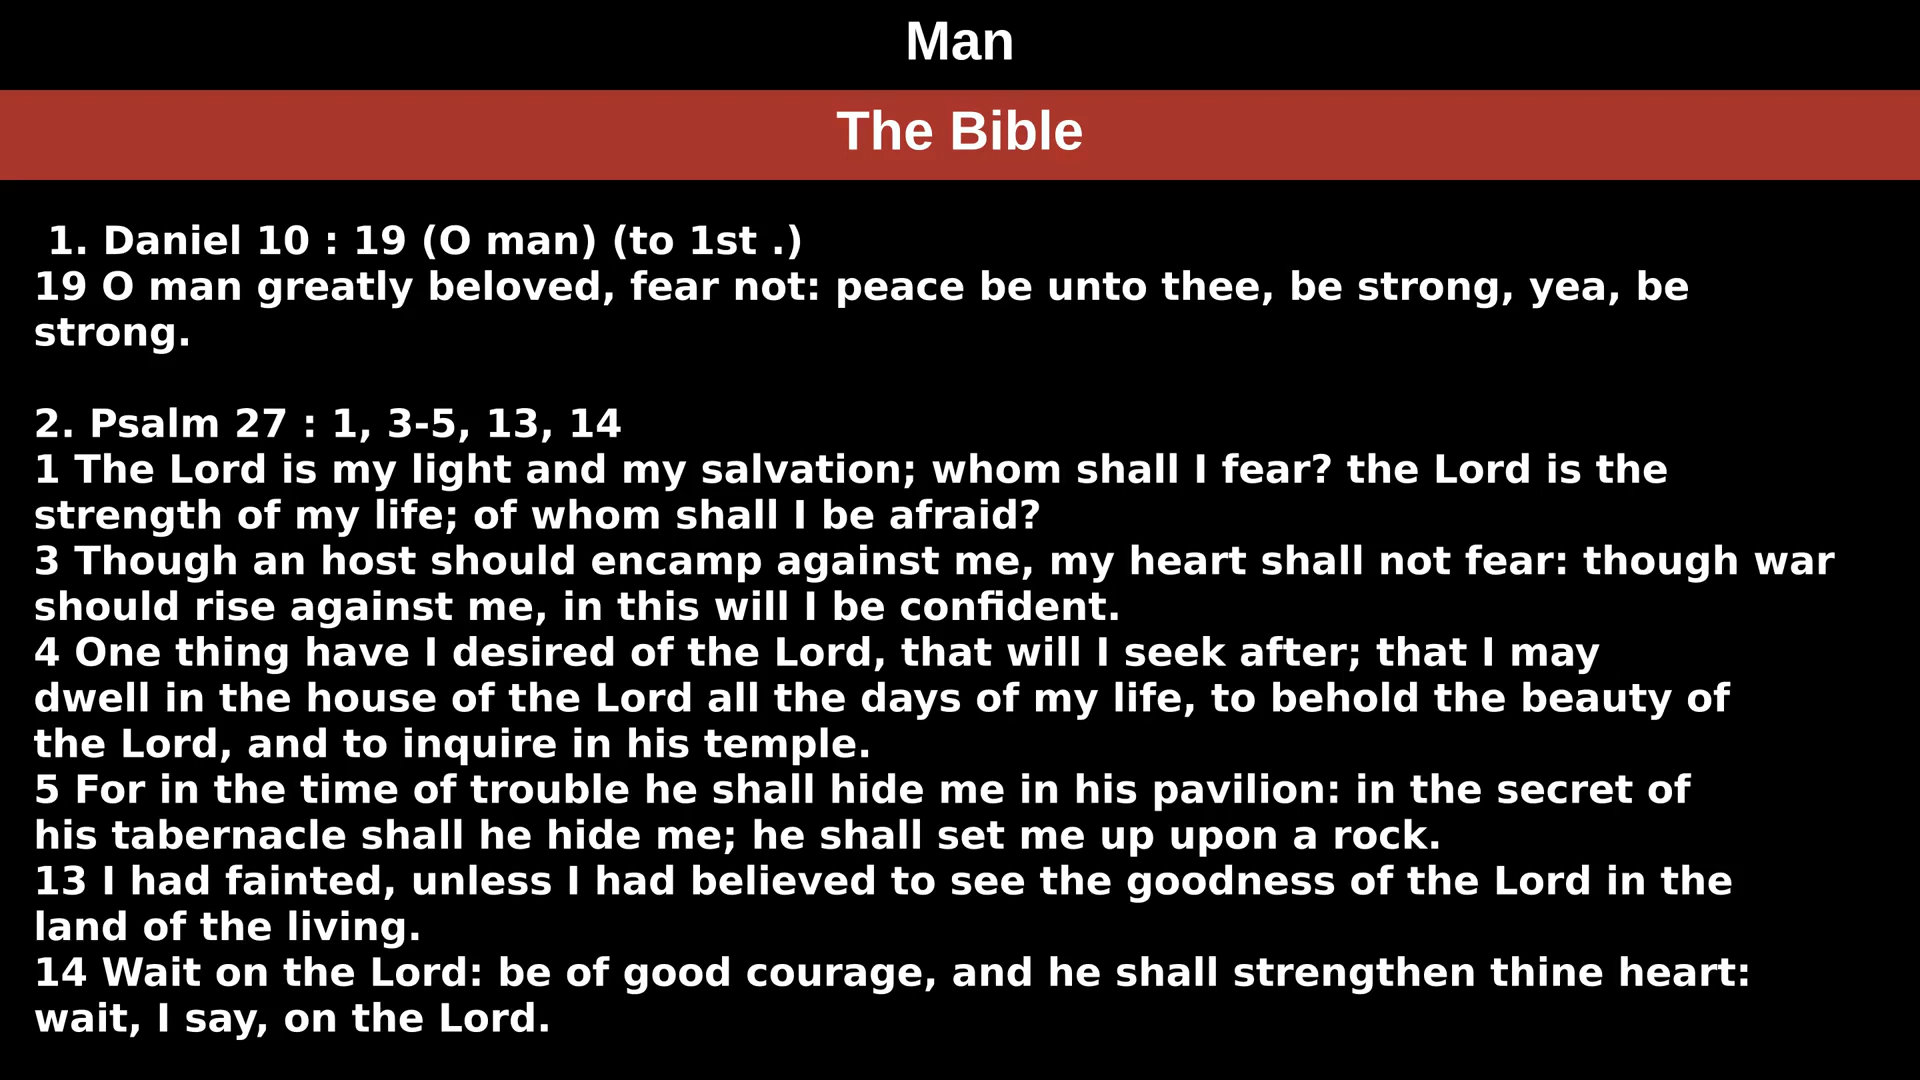 Man
The Bible
1. Daniel 10 : 19 (O man) (to 1st .)
19 O man greatly beloved, fear not: peace be unto thee, be strong, yea, be
strong.
2. Psalm 27 : 1, 3-5, 13, 14
1 The Lord is my light and my salvation; whom shall I fear? the Lord is the
strength of my life; of whom shall I be afraid?
3 Though an host should encamp against me, my heart shall not fear: though war
should rise against me, in this will I be confident.
4 One thing have I desired of the Lord, that will I seek after; that I may
dwell in the house of the Lord all the days of my life, to behold the beauty of
the Lord, and to inquire in his temple.
5 For in the time of trouble he shall hide me in his pavilion: in the secret of
his tabernacle shall he hide me; he shall set me up upon a rock.
13 I had fainted, unless I had believed to see the goodness of the Lord in the
land of the living.
14 Wait on the Lord: be of good courage, and he shall strengthen thine heart:
wait, I say, on the Lord.